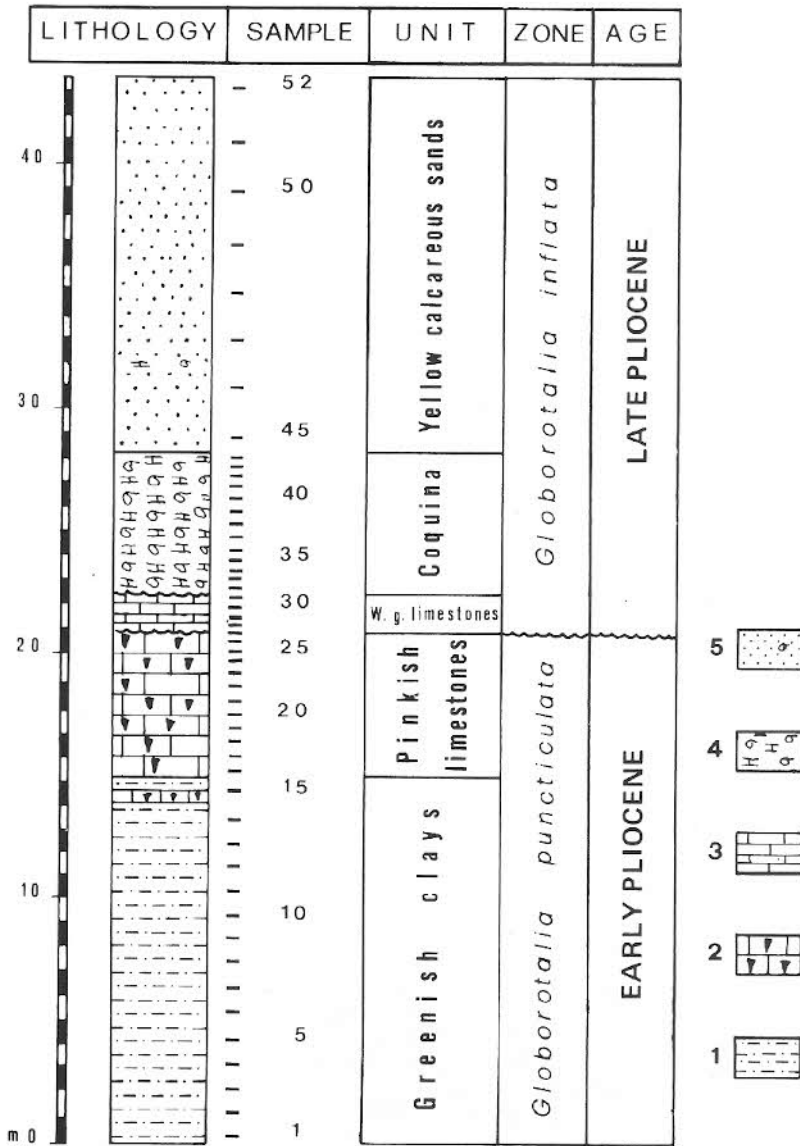 LITHOLOGY SAMPLE UNIT ZONE AGE
52
40
50
30
45
40
35
30
20
25
20
15
10
10
5
m 0
1
Yellow calcareous sands
Coquina
W. g. limestones
Pinkish
limestones
Greenish clays
Globorotalia inflata
Globorotalia puncticulata
LATE PLIOCENE
EARLY PLIOCENE
5
4
3
2
1